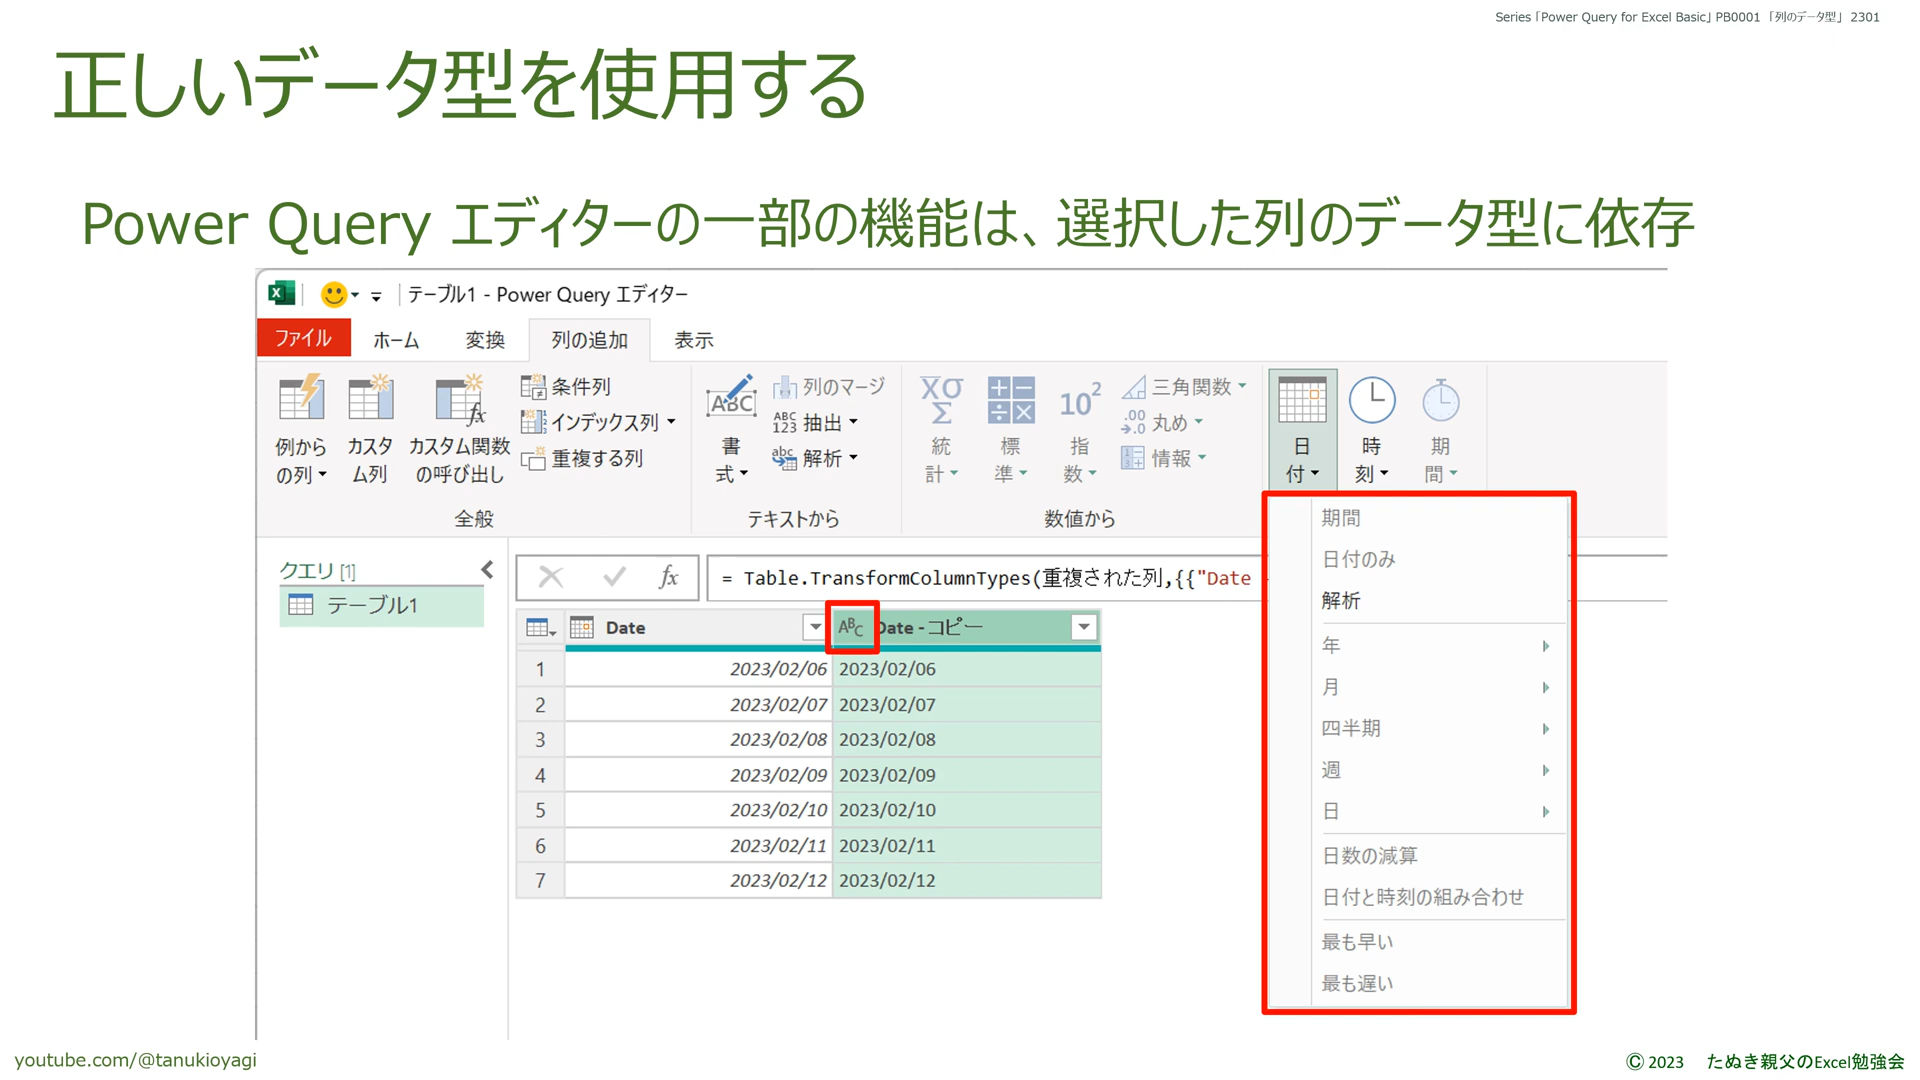 Series「Power Query for Excel Basic」PB0001 「列のデータ型」 2301
正しいデータ型を使用する
Power Query エディターの一部の機能は、選択した列のデータ型に依存
テーブル1 - Power Query エディター
ファイル ホーム 変換 列の追加 表示
例から
の列
カスタ
ム列
カスタム関数
の呼び出し
条件列
インデックス列
重複する列
全般
ABC
書
式
列のマージ
ABC
123 抽出
abc 解析
テキストから
XΣ
統
計
標
準
10²
指
数
三角関数
.00
→.0 丸め
情報
数値から
日
付
時
刻
期
間
クエリ [1]
テーブル1
fx = Table.TransformColumnTypes(重複された列,{{"Date
Date ABC Date - コピー
1 2023/02/06 2023/02/06
2 2023/02/07 2023/02/07
3 2023/02/08 2023/02/08
4 2023/02/09 2023/02/09
5 2023/02/10 2023/02/10
6 2023/02/11 2023/02/11
7 2023/02/12 2023/02/12
期間
日付のみ
解析
年
月
四半期
週
日
日数の減算
日付と時刻の組み合わせ
最も早い
最も遅い
youtube.com/@tanukioyagi
© 2023 たぬき親父のExcel勉強会